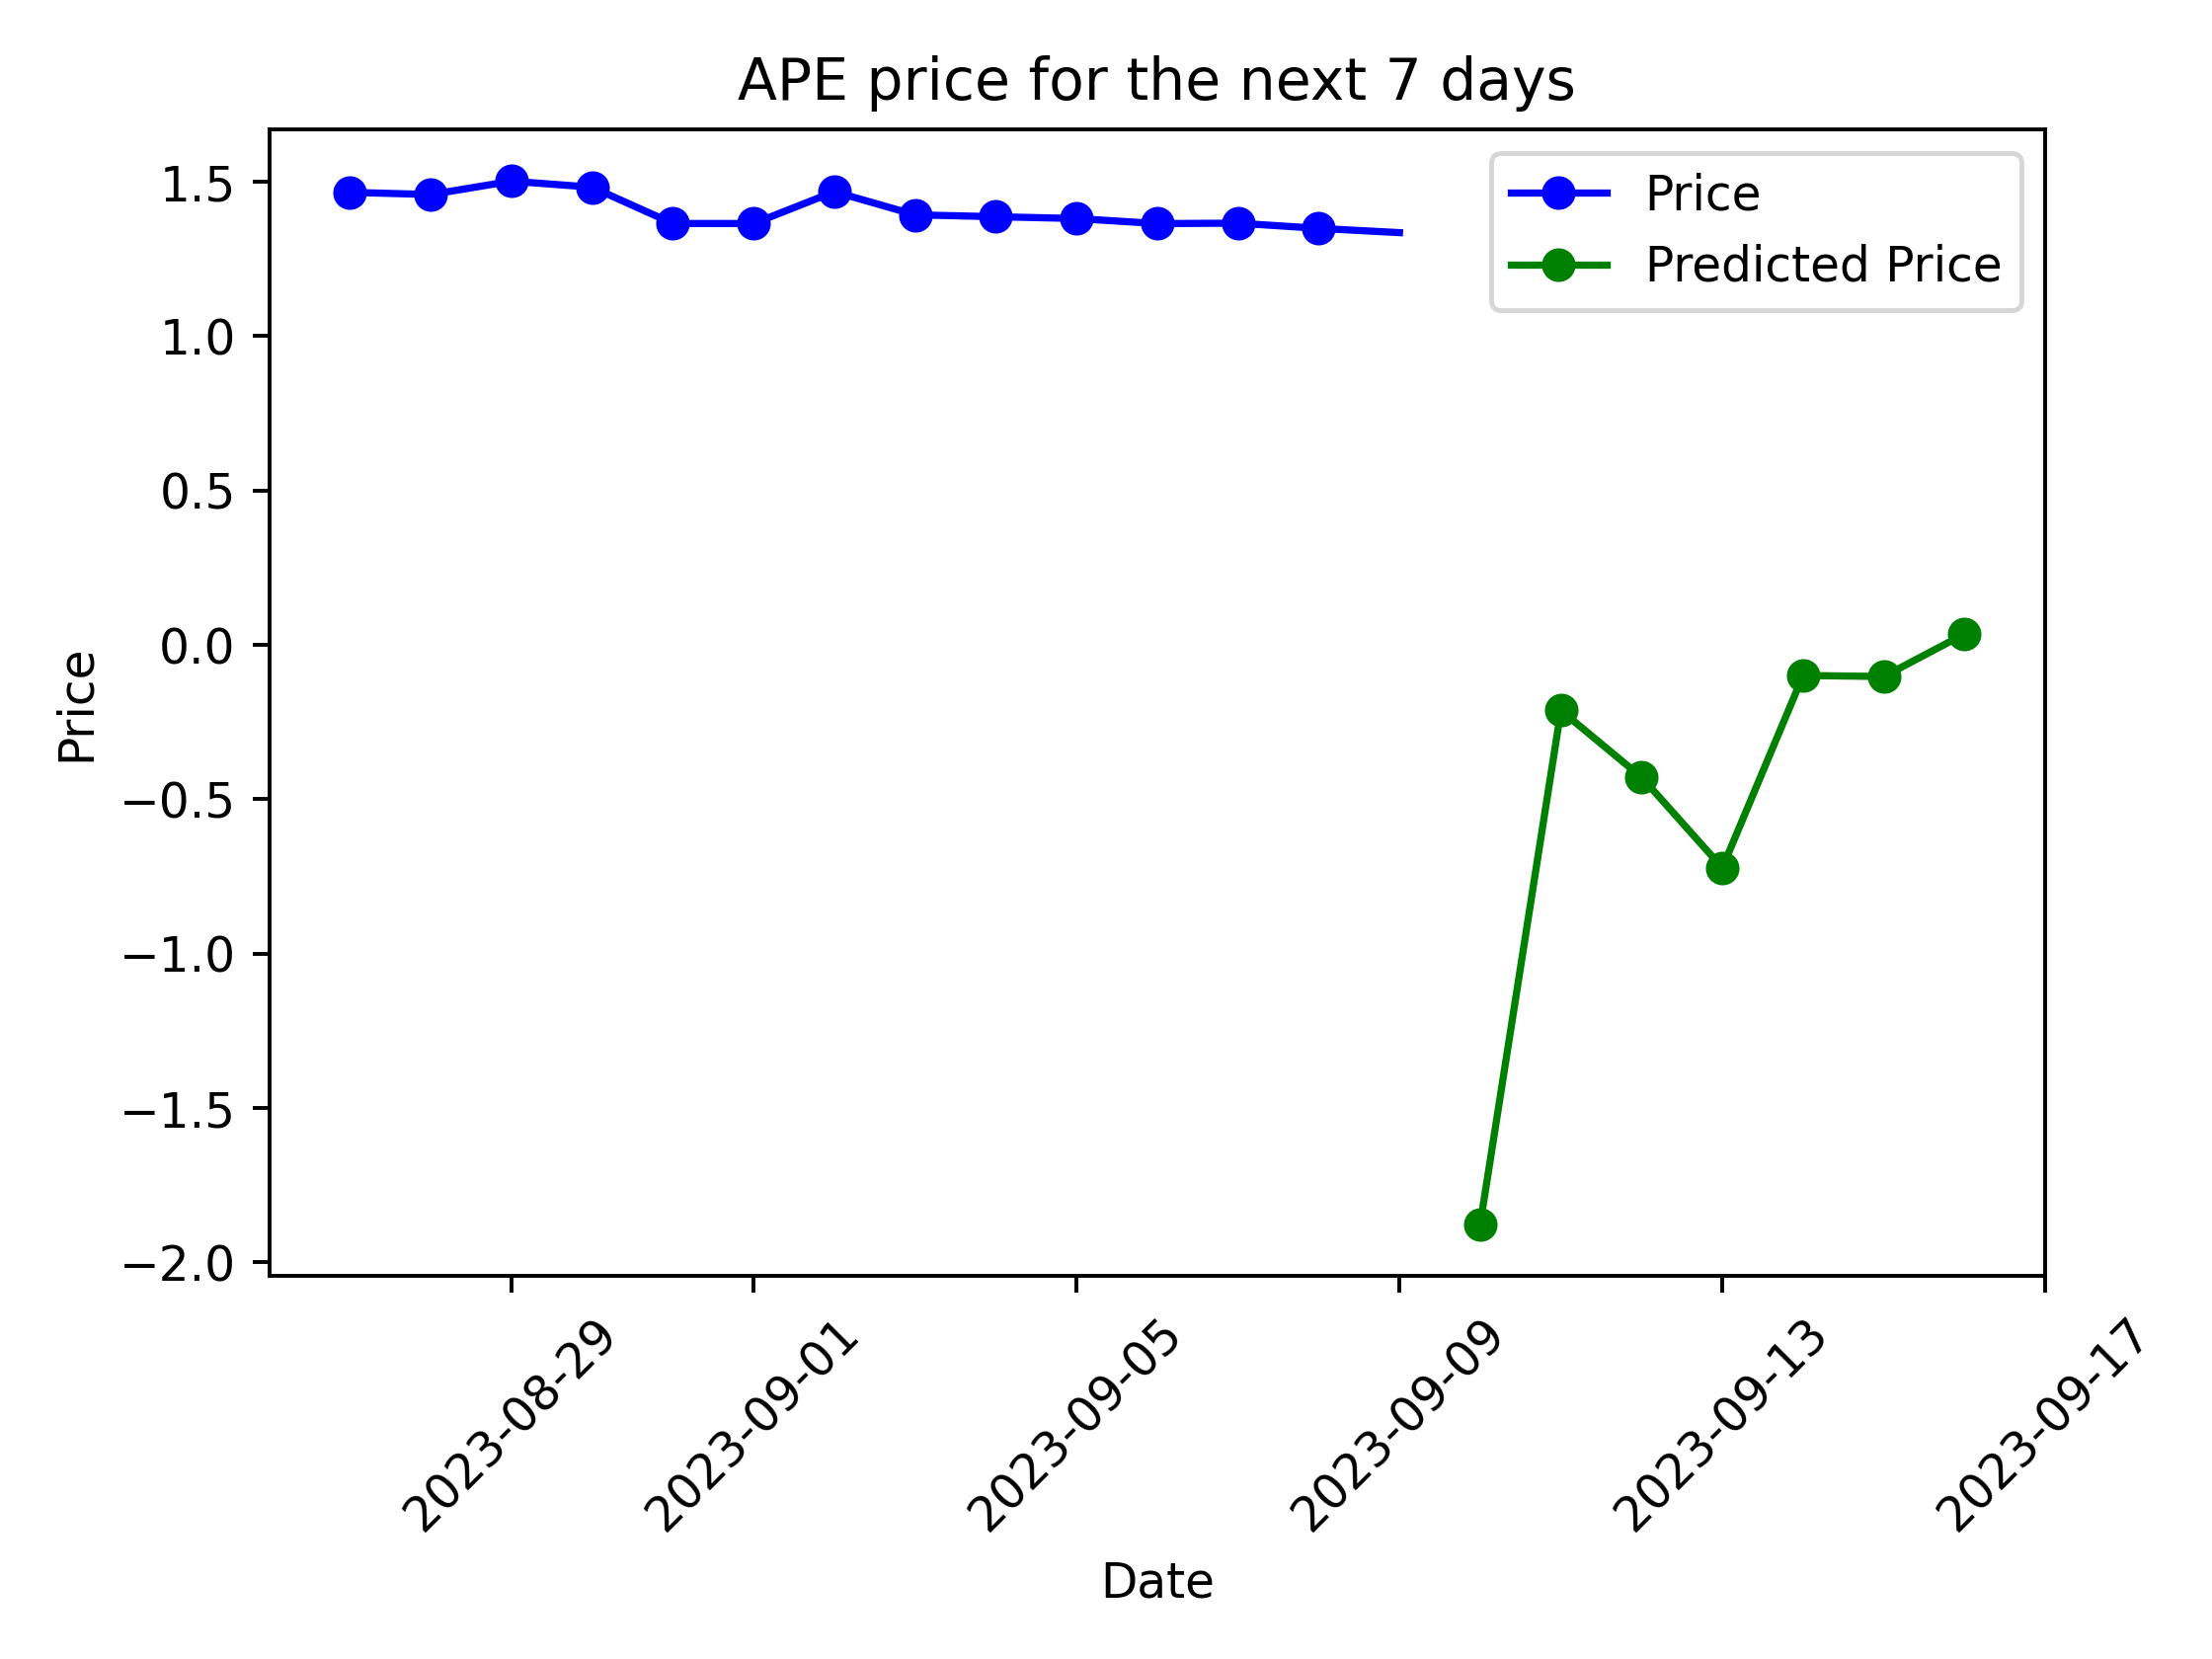 APE price for the next 7 days
Price
Predicted Price
1.5
1.0
0.5
0.0
−0.5
−1.0
−1.5
−2.0
Price
2023-08-29
2023-09-01
2023-09-05
2023-09-09
2023-09-13
2023-09-17
Date